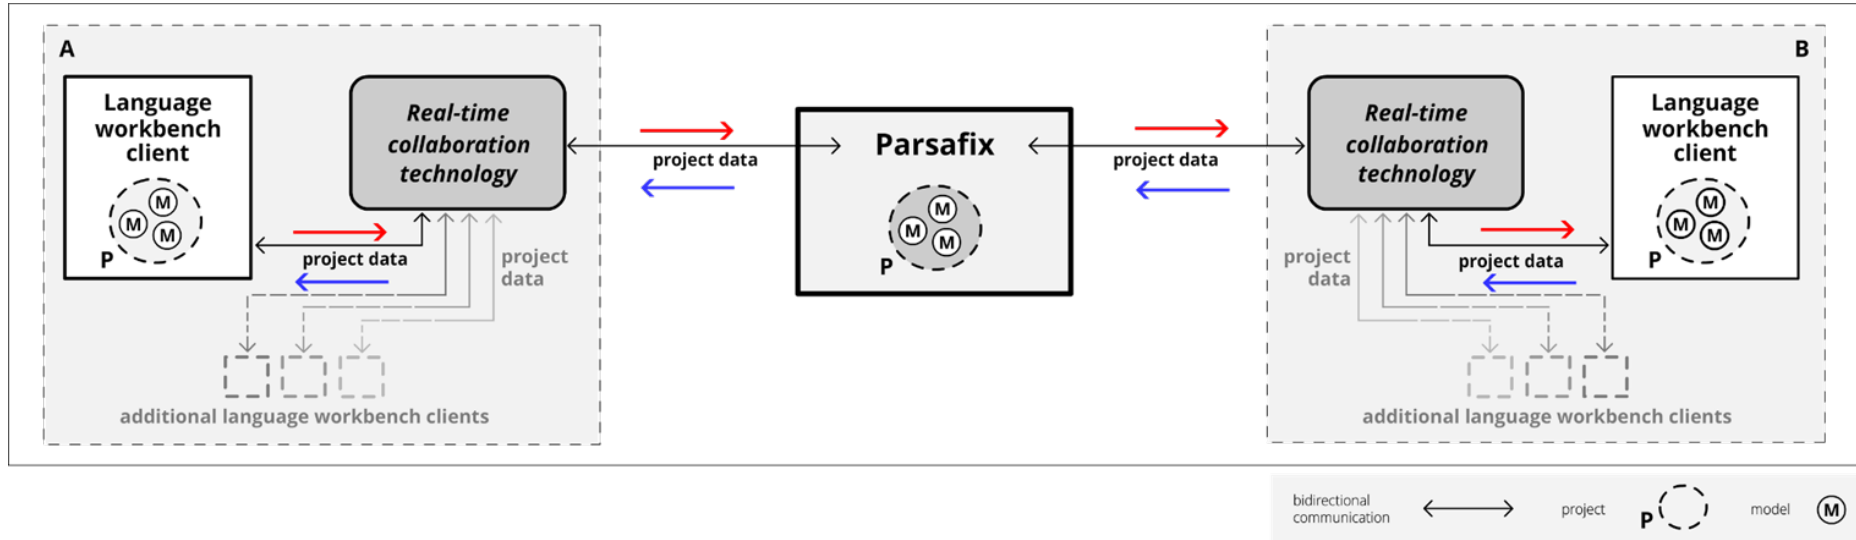 A
Language
workbench
client
M
M
M
P
Real-time
collaboration
technology
project data
project
data
additional language workbench clients
project data
Parsafix
M
M
M
P
project data
B
Real-time
collaboration
technology
Language
workbench
client
M
M
M
P
project
data
project data
additional language workbench clients
bidirectional
communication
project
P
model
M